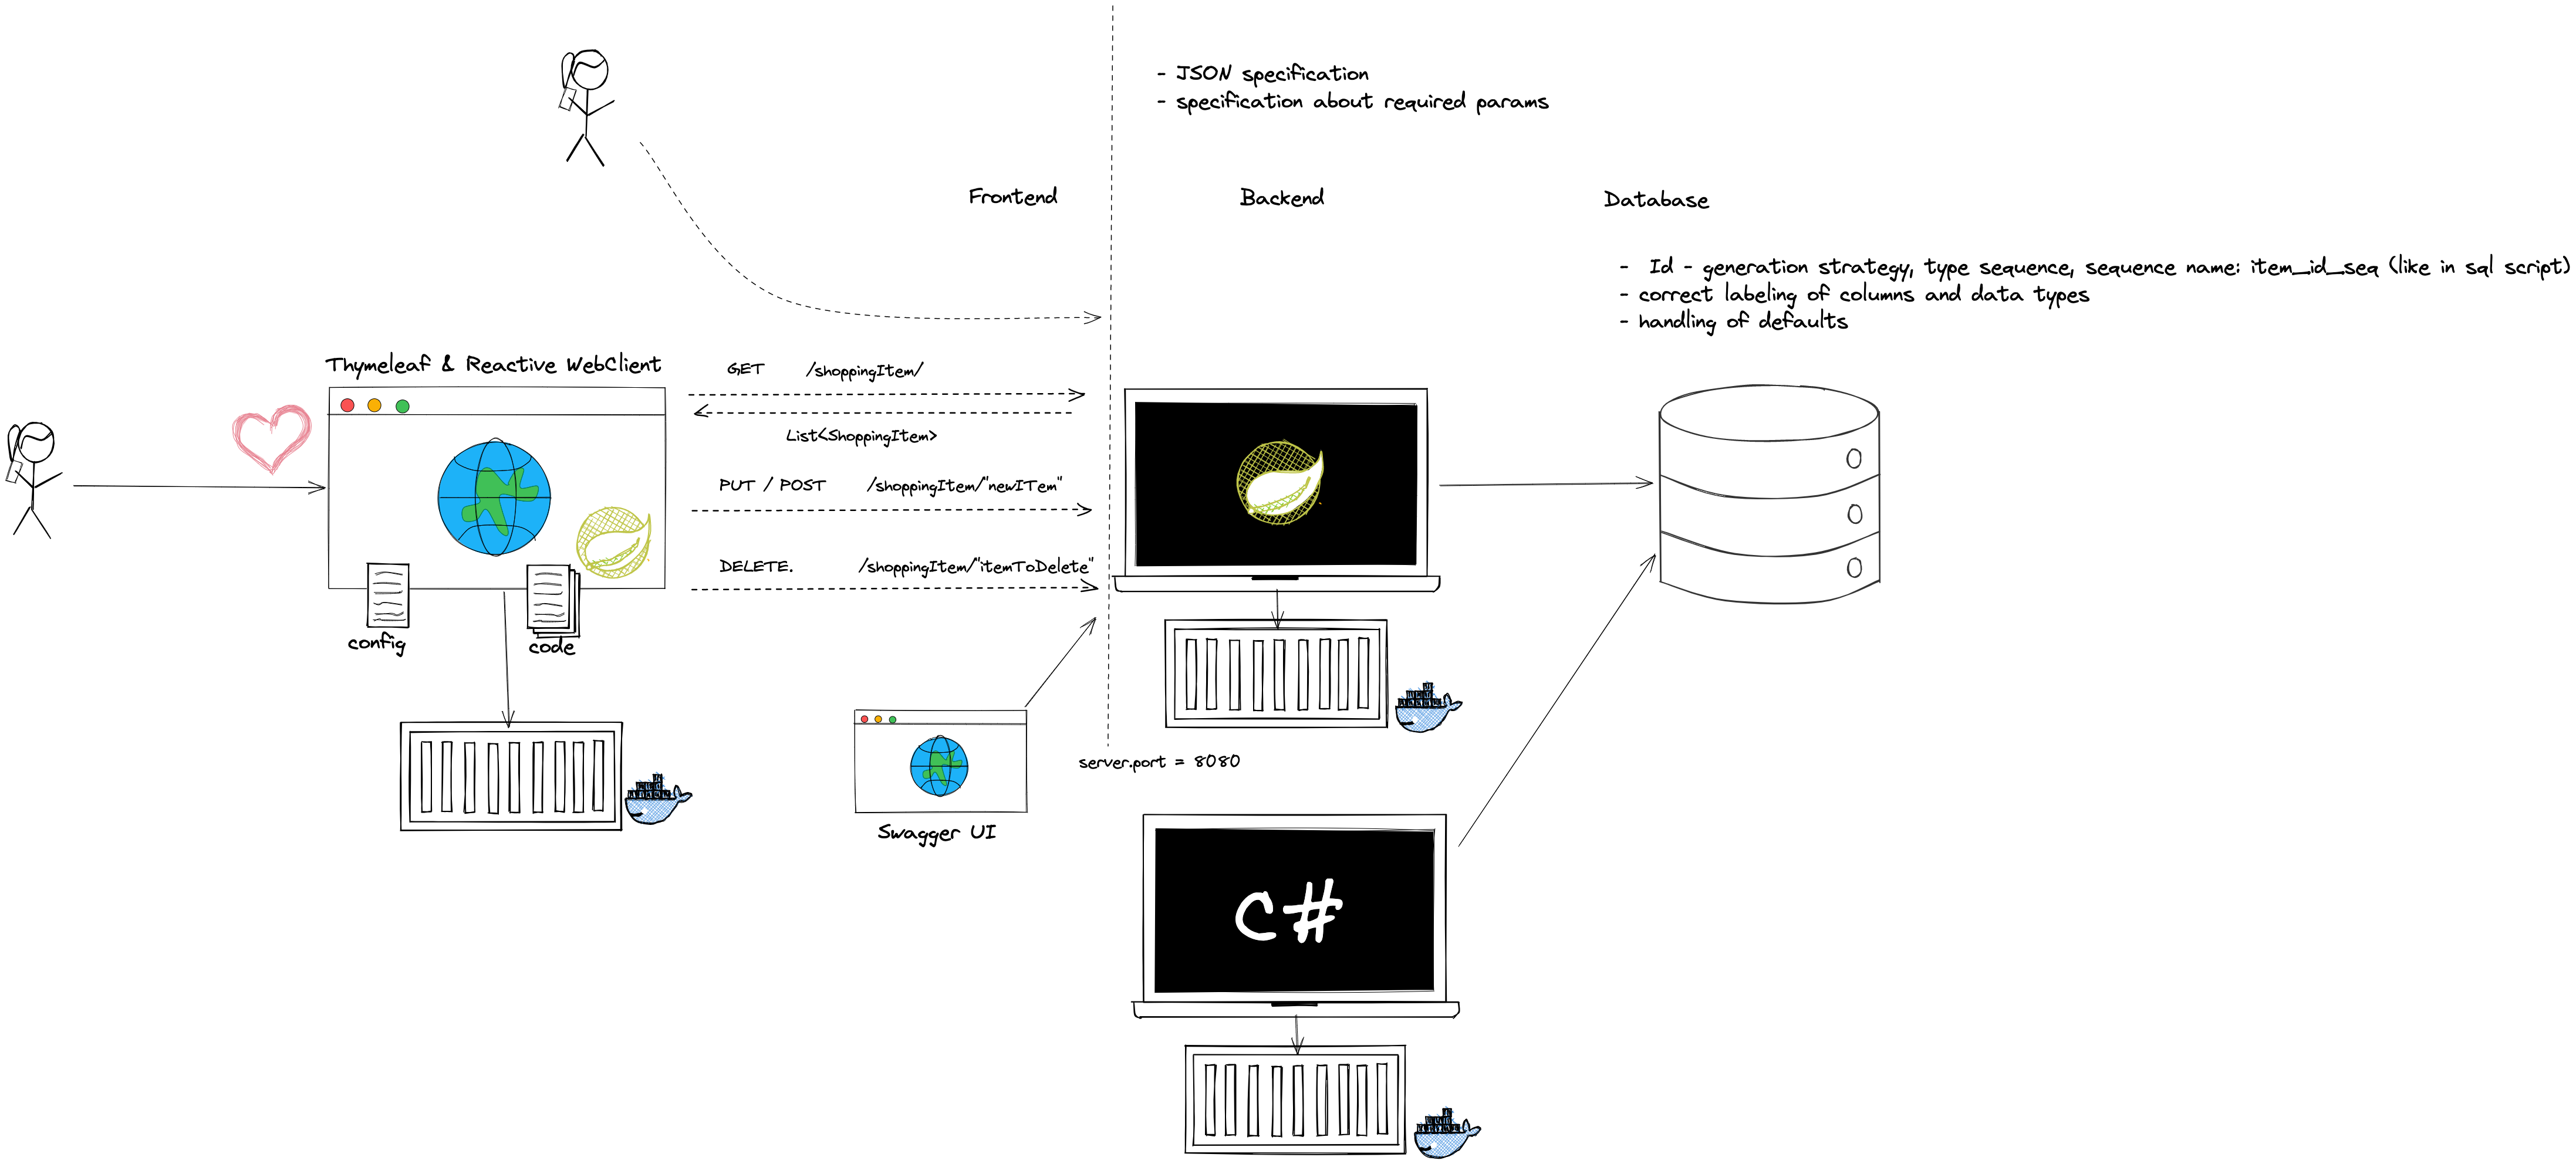 - JSON specification
- specification about required params
Frontend
Backend
Database
- Id - generation strategy, type sequence, sequence name: item_id_seq (like in sql script)
- correct labeling of columns and data types
- handling of defaults
Thymeleaf & Reactive WebClient
GET /shoppingItem/
List<ShoppingItem>
PUT / POST /shoppingItem/"newITem"
DELETE. /shoppingItem/"itemToDelete"
config
code
server.port = 8080
Swagger UI
C#